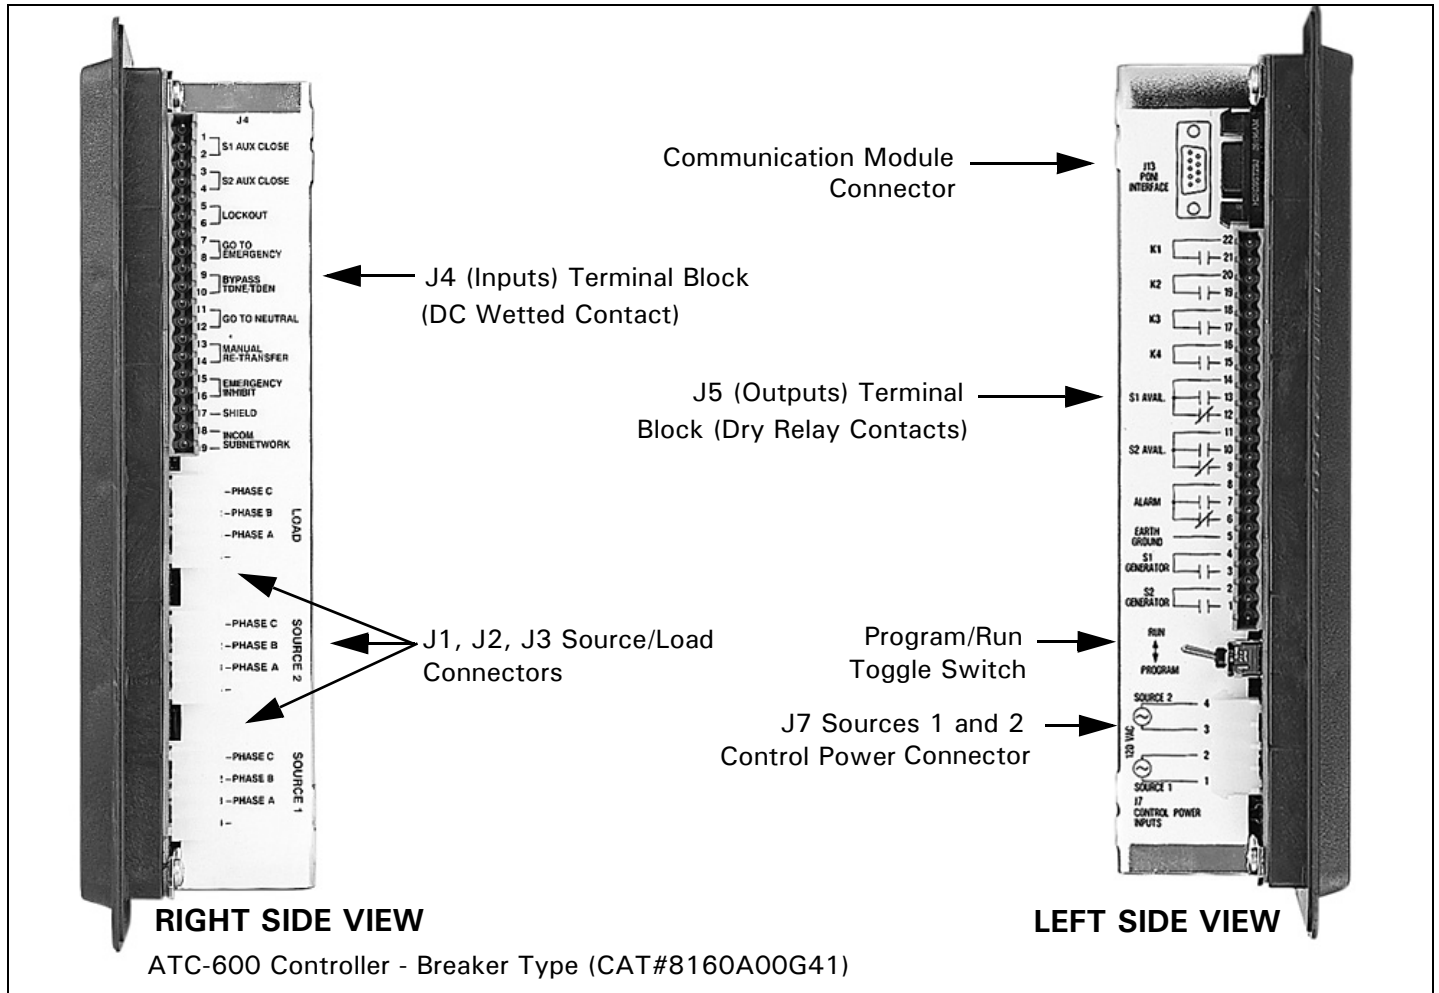 J4
1
2
S1 AUX CLOSE
3
4
S2 AUX CLOSE
5
6
LOCKOUT
7
8
GO TO
EMERGENCY
9
10
BYPASS
TDNE/TDEN
11
12
GO TO NEUTRAL
13
14
MANUAL
RE-TRANSFER
15
16
EMERGENCY
INHIBIT
17 SHIELD
18
9
INCOM
SUBNETWORK
PHASE C
PHASE B
PHASE A
LOAD
PHASE C
PHASE B
PHASE A
SOURCE 2
PHASE C
PHASE B
PHASE A
SOURCE 1
J4 (Inputs) Terminal Block
(DC Wetted Contact)
J1, J2, J3 Source/Load
Connectors
Communication Module
Connector
J5 (Outputs) Terminal
Block (Dry Relay Contacts)
Program/Run
Toggle Switch
J7 Sources 1 and 2
Control Power Connector
J13
PONI
INTERFACE
K1
22
21
K2
20
19
K3
18
17
K4
16
15
S1 AVAIL.
14
13
12
S2 AVAIL.
11
10
9
ALARM
8
7
6
EARTH
GROUND
5
S1
GENERATOR
4
3
S2
GENERATOR
2
1
RUN
PROGRAM
SOURCE 2
4
3
120 VAC
2
1
SOURCE 1
J7
CONTROL POWER
INPUTS
RIGHT SIDE VIEW
LEFT SIDE VIEW
ATC-600 Controller - Breaker Type (CAT#8160A00G41)